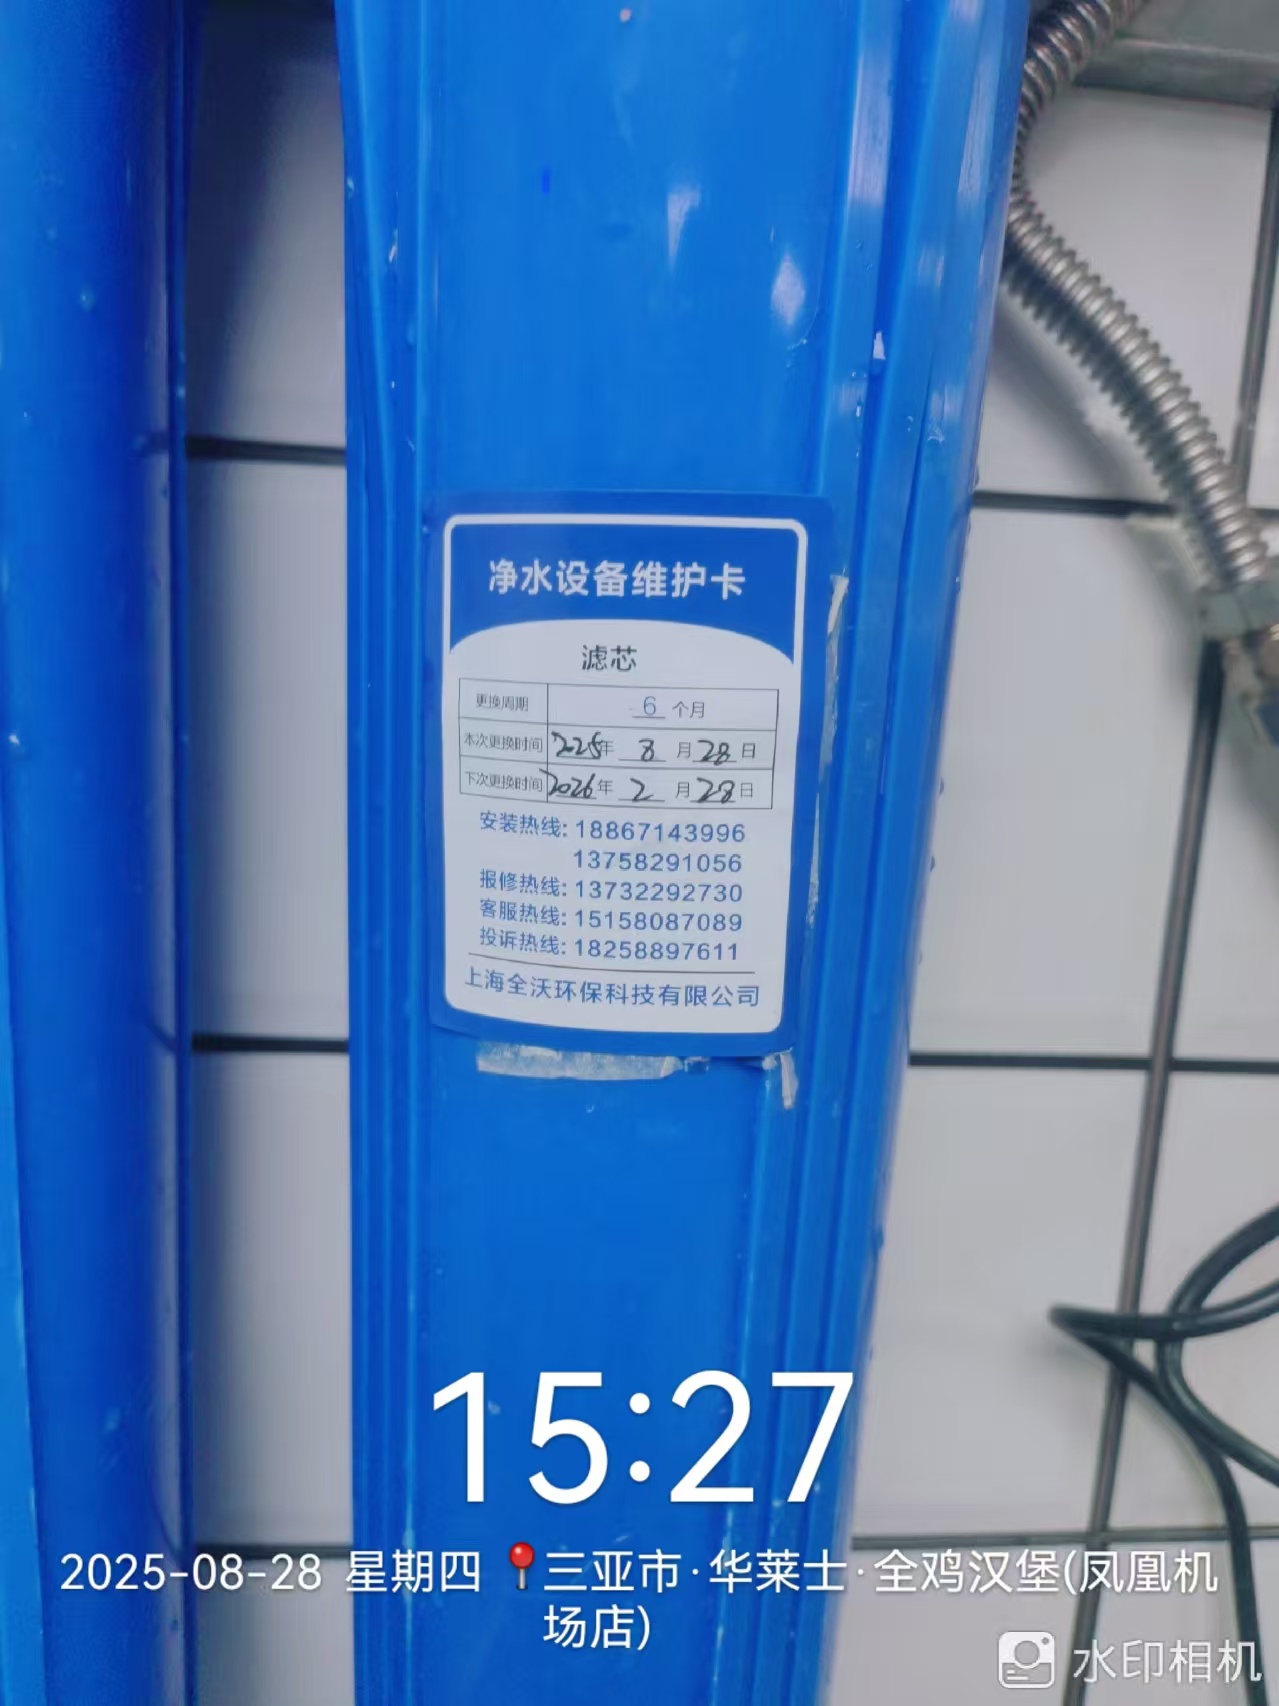 净水设备维护卡
滤芯
更换周期 6 个月
本次更换时间 2025年 8 月 28 日
下次更换时间 2026年 2 月 28 日
安装热线: 18867143996
13758291056
报修热线: 13732292730
客服热线: 15158087089
投诉热线: 18258897611
上海全沃环保科技有限公司
15:27
2025-08-28 星期四 📍三亚市·华莱士·全鸡汉堡(凤凰机
场店)
水印相机